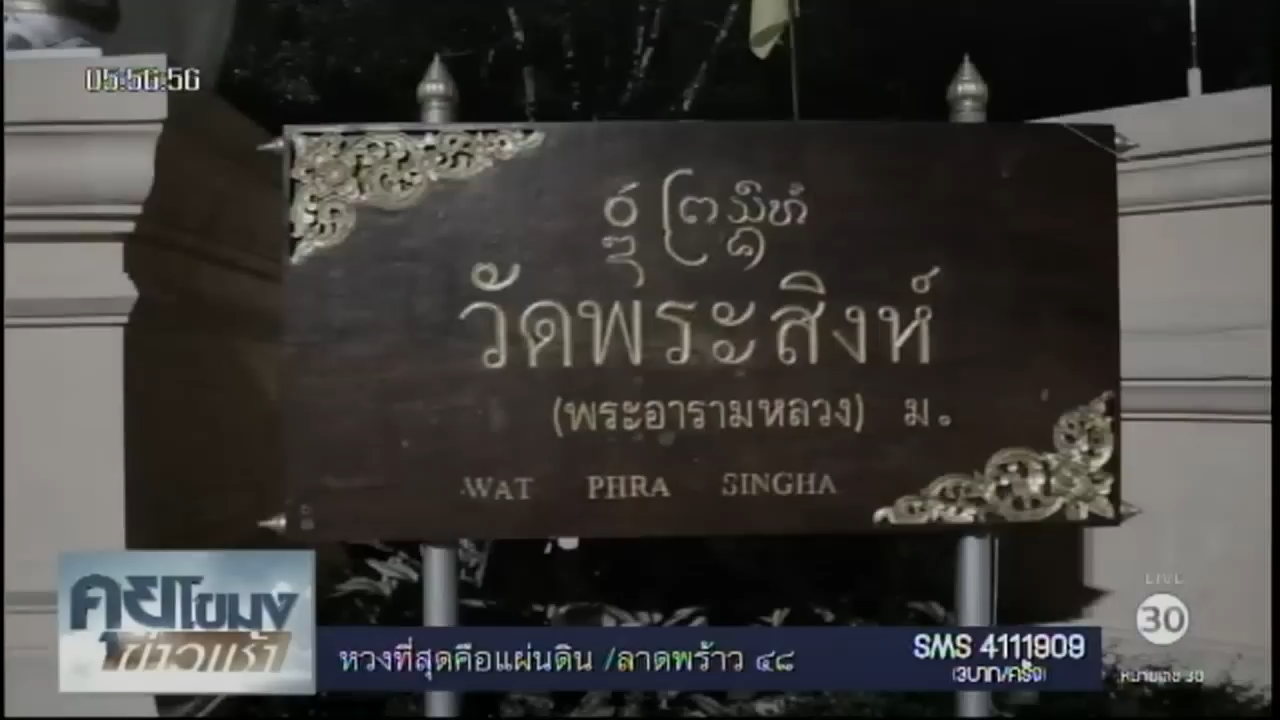 05:56:56
วัดพระสิงห์
(พระอารามหลวง) ม.
WAT PHRA SINGHA
คุยโขมง
ข่าวเช้า
หวงที่สุดคือแผ่นดิน /ลาดพร้าว ๔๘
SMS 4111909
(3บาท/ครั้ง)
LIVE
30
หมายเลข 30